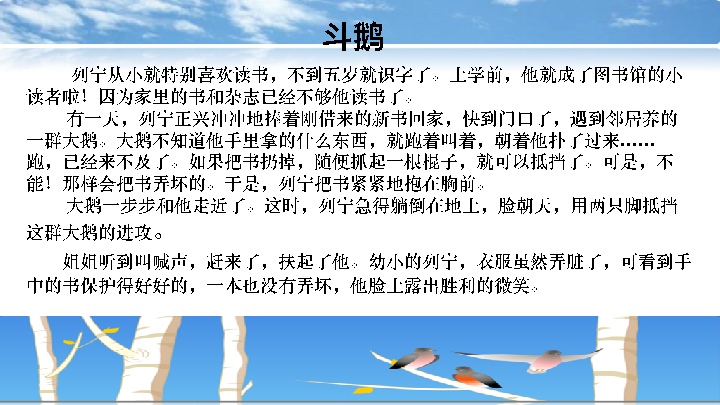 斗鹅
列宁从小就特别喜欢读书，不到五岁就识字了。上学前，他就成了图书馆的小
读者啦！因为家里的书和杂志已经不够他读书了。
有一天，列宁正兴冲冲地捧着刚借来的新书回家，快到门口了，遇到邻居养的
一群大鹅。大鹅不知道他手里拿的什么东西，就跑着叫着，朝着他扑了过来……
跑，已经来不及了。如果把书扔掉，随便抓起一根棍子，就可以抵挡了。可是，不
能！那样会把书弄坏的。于是，列宁把书紧紧地抱在胸前。
大鹅一步步和他走近了。这时，列宁急得躺倒在地上，脸朝天，用两只脚抵挡
这群大鹅的进攻。
姐姐听到叫喊声，赶来了，扶起了他。幼小的列宁，衣服虽然弄脏了，可看到手
中的书保护得好好的，一本也没有弄坏，他脸上露出胜利的微笑。